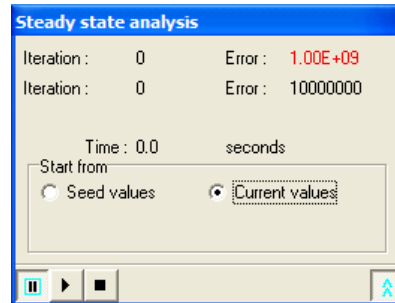 Steady state analysis
Iteration : 0 Error : 1.00E+09
Iteration : 0 Error : 10000000
Time : 0.0 seconds
Start from
Seed values Current values